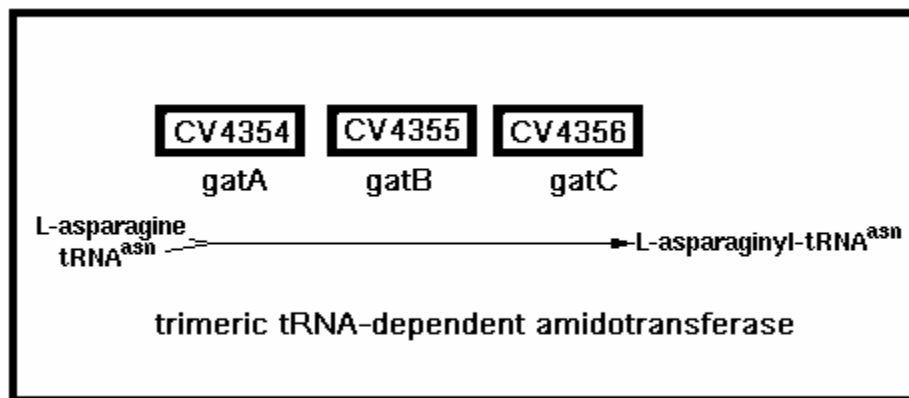 CV4354 CV4355 CV4356
gatA gatB gatC
L-asparagine
tRNAasn
L-asparaginyl-tRNAasn
trimeric tRNA-dependent amidotransferase